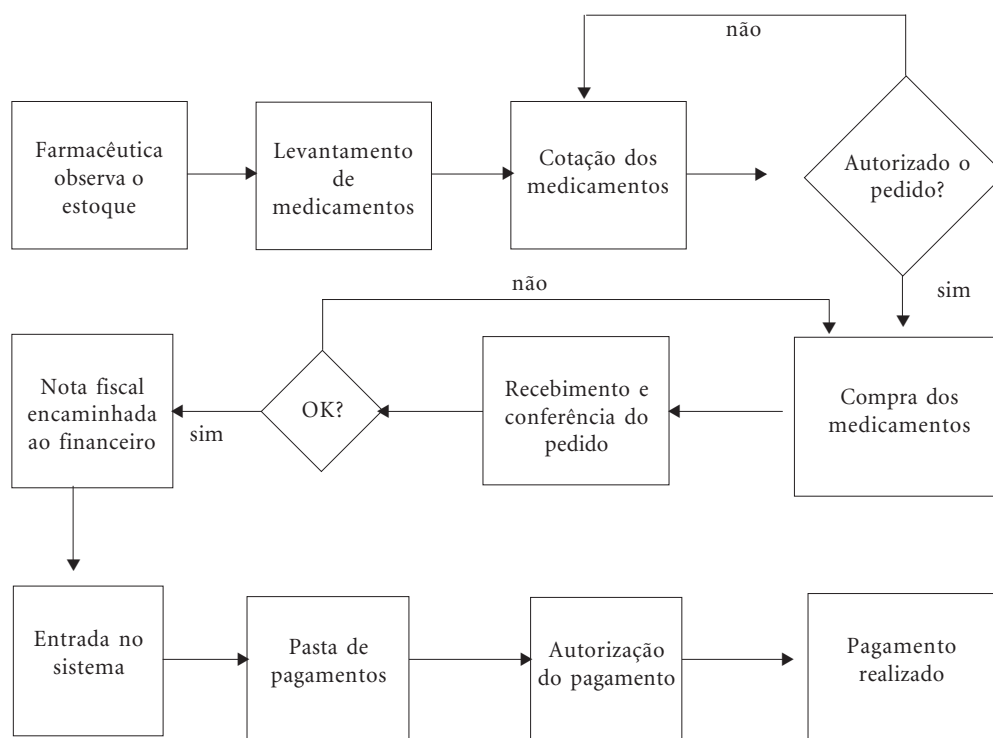 não
Farmacêutica
observa o
estoque
Levantamento
de
medicamentos
Cotação dos
medicamentos
Autorizado o
pedido?
sim
não
Nota fiscal
encaminhada
ao financeiro
sim
OK?
Recebimento e
conferência do
pedido
Compra dos
medicamentos
Entrada no
sistema
Pasta de
pagamentos
Autorização
do pagamento
Pagamento
realizado